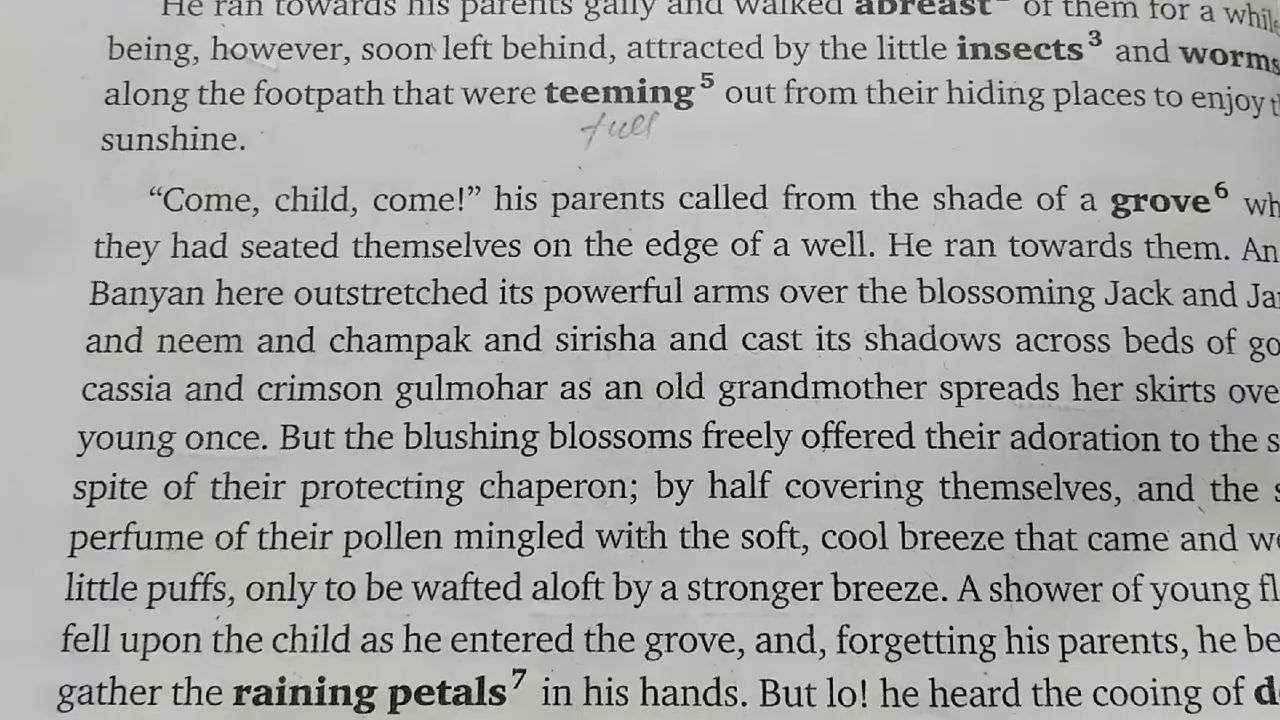 He ran towards his parents gaily and walked abreast of them for a while
being, however, soon left behind, attracted by the little insects³ and worms
along the footpath that were teeming⁵ out from their hiding places to enjoy
full
sunshine.
“Come, child, come!” his parents called from the shade of a grove⁶
they had seated themselves on the edge of a well. He ran towards them.
Banyan here outstretched its powerful arms over the blossoming Jack and
and neem and champak and sirisha and cast its shadows across beds of
cassia and crimson gulmohar as an old grandmother spreads her skirts
young once. But the blushing blossoms freely offered their adoration to the
spite of their protecting chaperon; by half covering themselves, and the
perfume of their pollen mingled with the soft, cool breeze that came and
little puffs, only to be wafted aloft by a stronger breeze. A shower of young
fell upon the child as he entered the grove, and, forgetting his parents, he
gather the raining petals⁷ in his hands. But lo! he heard the cooing of